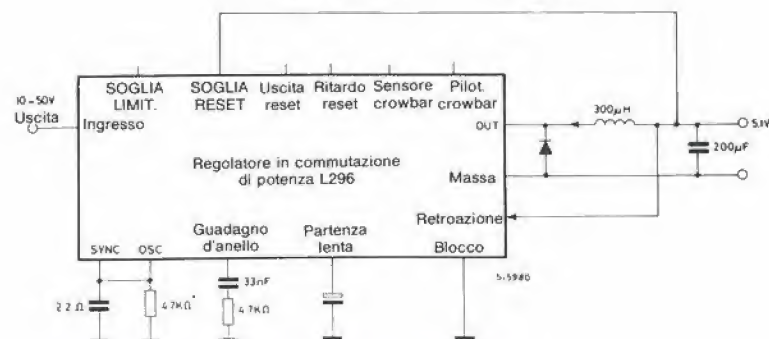 SOGLIA LIMIT.
SOGLIA RESET
Uscita reset
Ritardo reset
Sensore crowbar
Pilot. crowbar
10-50V
Uscita
Ingresso
OUT
300µH
5.1V
200µF
Regolatore in commutazione
di potenza L296
Massa
Retroazione
SYNC
OSC
Guadagno
d'anello
Partenza
lenta
Blocco
S-5980
2.2Ω
4.7KΩ*
33nF
4.7KΩ